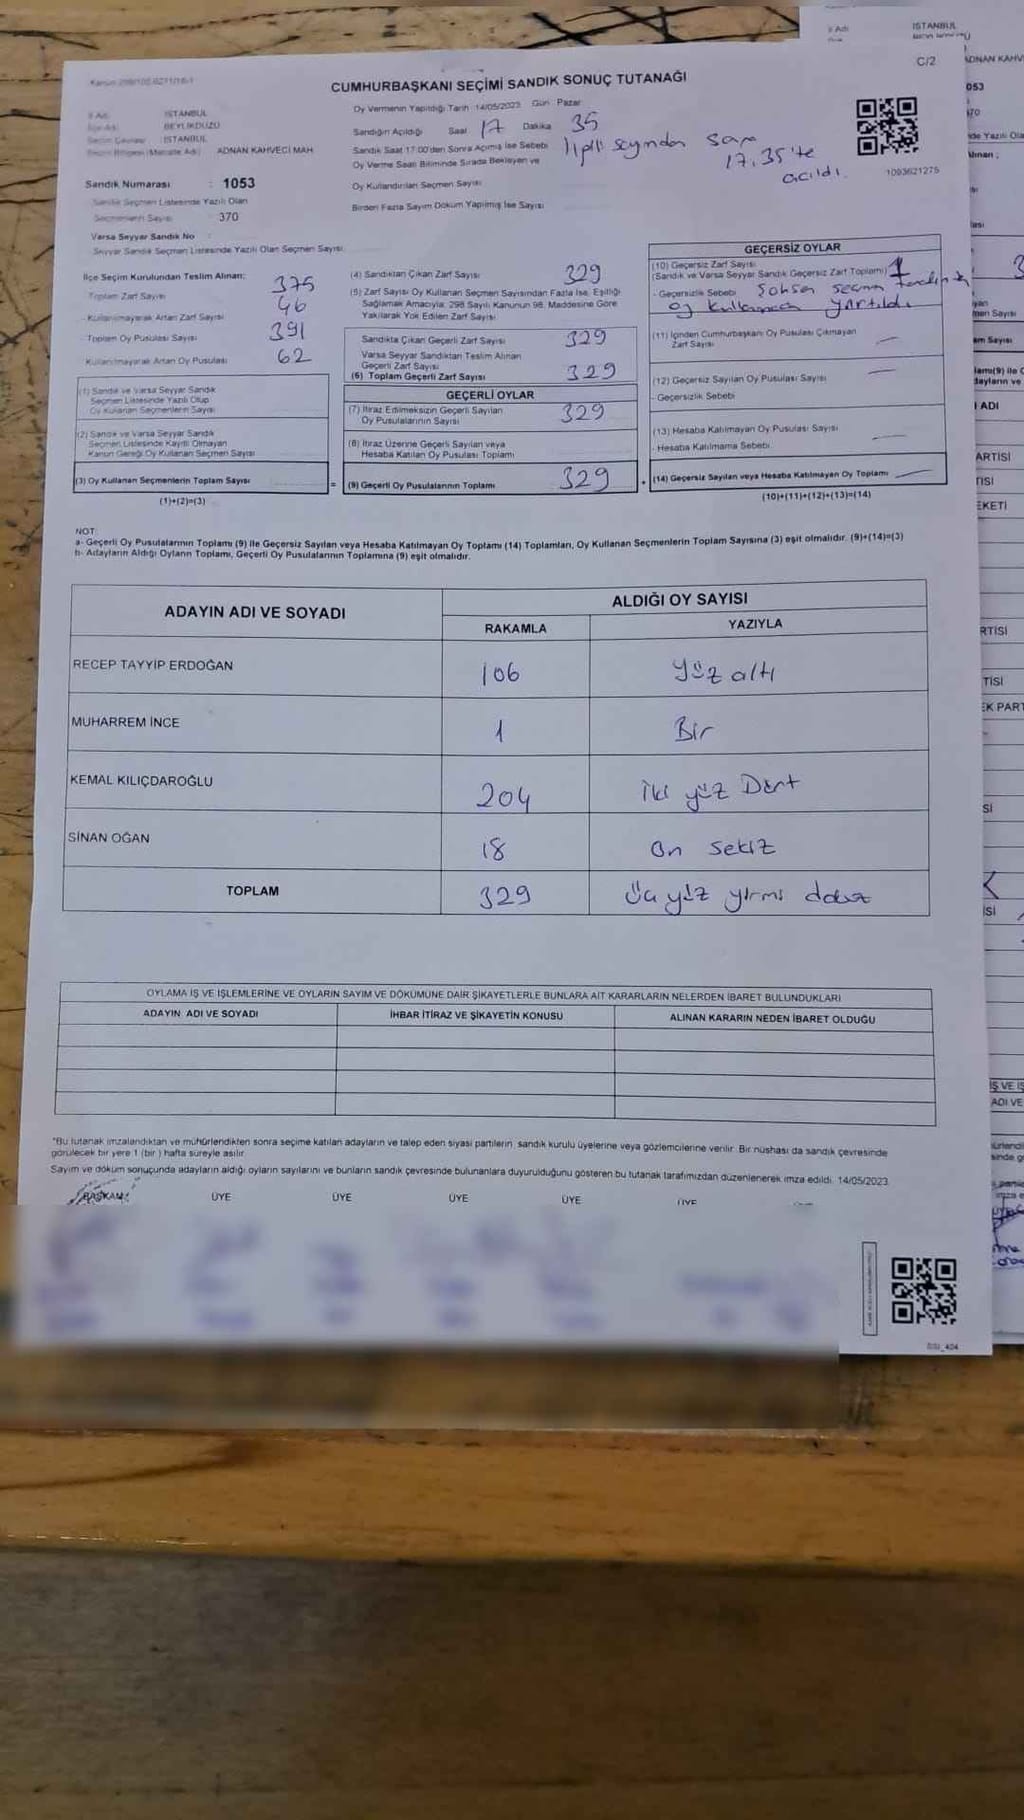 İSTANBUL
C/2
ADNAN KAHV
CUMHURBAŞKANI SEÇİMİ SANDIK SONUÇ TUTANAĞI
Oy Vermenin Yapıldığı Tarih 14/05/2023 Gün Pazar
İli Adı İSTANBUL
İlçe Adı BEYLİKDÜZÜ
Seçim Çevresi İSTANBUL
Seçim Bölgesi (Mahalle Adı) ADNAN KAHVECİ MAH
Sandığın Açıldığı Saat 17 Dakika 35
Sandık Saat 17:00'den Sonra Açılmış İse Sebebi
Oy Verme Saati Bitiminde Sırada Bekleyen ve
Oy Kullandırılan Seçmen Sayısı
17.35'te
açıldı.
1093621275
Birden Fazla Sayım Döküm Yapılmış İse Sayısı
Sandık Numarası : 1053
Sandık Seçmen Listesinde Yazılı Olan
Seçmenlerin Sayısı : 370
Varsa Seyyar Sandık No
Seyyar Sandık Seçmen Listesinde Yazılı Olan Seçmen Sayısı:
İlçe Seçim Kurulundan Teslim Alınan:
Toplam Zarf Sayısı 375
- Kullanılmayarak Artan Zarf Sayısı 46
Toplam Oy Pusulası Sayısı 391
Kullanılmayarak Artan Oy Pusulası 62
(1) Sandık ve Varsa Seyyar Sandık
Seçmen Listesinde Yazılı Olup
Oy Kullanan Seçmenlerin Sayısı
(2) Sandık ve Varsa Seyyar Sandık
Seçmen Listesinde Kayıtlı Olmayan
Kanun Gereği Oy Kullanan Seçmen Sayısı
(3) Oy Kullanan Seçmenlerin Toplam Sayısı
(1)+(2)=(3)
=
(4) Sandıktan Çıkan Zarf Sayısı 329
(5) Zarf Sayısı Oy Kullanan Seçmen Sayısından Fazla İse, Eşitliği
Sağlamak Amacıyla; 298 Sayılı Kanunun 98. Maddesine Göre
Yakılarak Yok Edilen Zarf Sayısı
Sandıkta Çıkan Geçerli Zarf Sayısı 329
Varsa Seyyar Sandıktan Teslim Alınan
Geçerli Zarf Sayısı
(6) Toplam Geçerli Zarf Sayısı 329
GEÇERLİ OYLAR
(7) İtiraz Edilmeksizin Geçerli Sayılan
Oy Pusulalarının Sayısı 329
(8) İtiraz Üzerine Geçerli Sayılan veya
Hesaba Katılan Oy Pusulası Toplamı
(9) Geçerli Oy Pusulalarının Toplamı 329
+
GEÇERSİZ OYLAR
(10) Geçersiz Zarf Sayısı
(Sandık ve Varsa Seyyar Sandık Geçersiz Zarf Toplamı) 1
- Geçersizlik Sebebi Şahsen seçmen
oy kullanmada yırtıldı
(11) İçinden Cumhurbaşkanı Oy Pusulası Çıkmayan
Zarf Sayısı —
(12) Geçersiz Sayılan Oy Pusulası Sayısı —
- Geçersizlik Sebebi
(13) Hesaba Katılmayan Oy Pusulası Sayısı —
- Hesaba Katılmama Sebebi
(14) Geçersiz Sayılan veya Hesaba Katılmayan Oy Toplamı —
(10)+(11)+(12)+(13)=(14)
NOT:
a- Geçerli Oy Pusulalarının Toplamı (9) ile Geçersiz Sayılan veya Hesaba Katılmayan Oy Toplamı (14) Toplamları, Oy Kullanan Seçmenlerin Toplam Sayısına (3) eşit olmalıdır. (9)+(14)=(3)
b- Adayların Aldığı Oyların Toplamı, Geçerli Oy Pusulalarının Toplamına (9) eşit olmalıdır.
ADAYIN ADI VE SOYADI
ALDIĞI OY SAYISI
RAKAMLA YAZIYLA
RECEP TAYYİP ERDOĞAN 106 Yüz altı
MUHARREM İNCE 1 Bir
KEMAL KILIÇDAROĞLU 204 İki yüz Dört
SİNAN OĞAN 18 On sekiz
TOPLAM 329 Üç yüz yirmi dokuz
OYLAMA İŞ VE İŞLEMLERİNE VE OYLARIN SAYIM VE DÖKÜMÜNE DAİR ŞİKAYETLERLE BUNLARA AİT KARARLARIN NELERDEN İBARET BULUNDUKLARI
ADAYIN ADI VE SOYADI İHBAR İTİRAZ VE ŞİKAYETİN KONUSU ALINAN KARARIN NEDEN İBARET OLDUĞU
*Bu tutanak imzalandıktan ve mühürlendikten sonra seçime katılan adayların ve talep eden siyasi partilerin sandık kurulu üyelerine veya gözlemcilerine verilir. Bir nüshası da sandık çevresinde
görülecek bir yere 1 (bir) hafta süreyle asılır.
Sayım ve döküm sonucunda adayların aldığı oyların sayılarını ve bunların sandık çevresinde bulunanlara duyurulduğunu gösteren bu tutanak tarafımızdan düzenlenerek imza edildi. 14/05/2023
BAŞKAN ÜYE ÜYE ÜYE ÜYE ÜYE